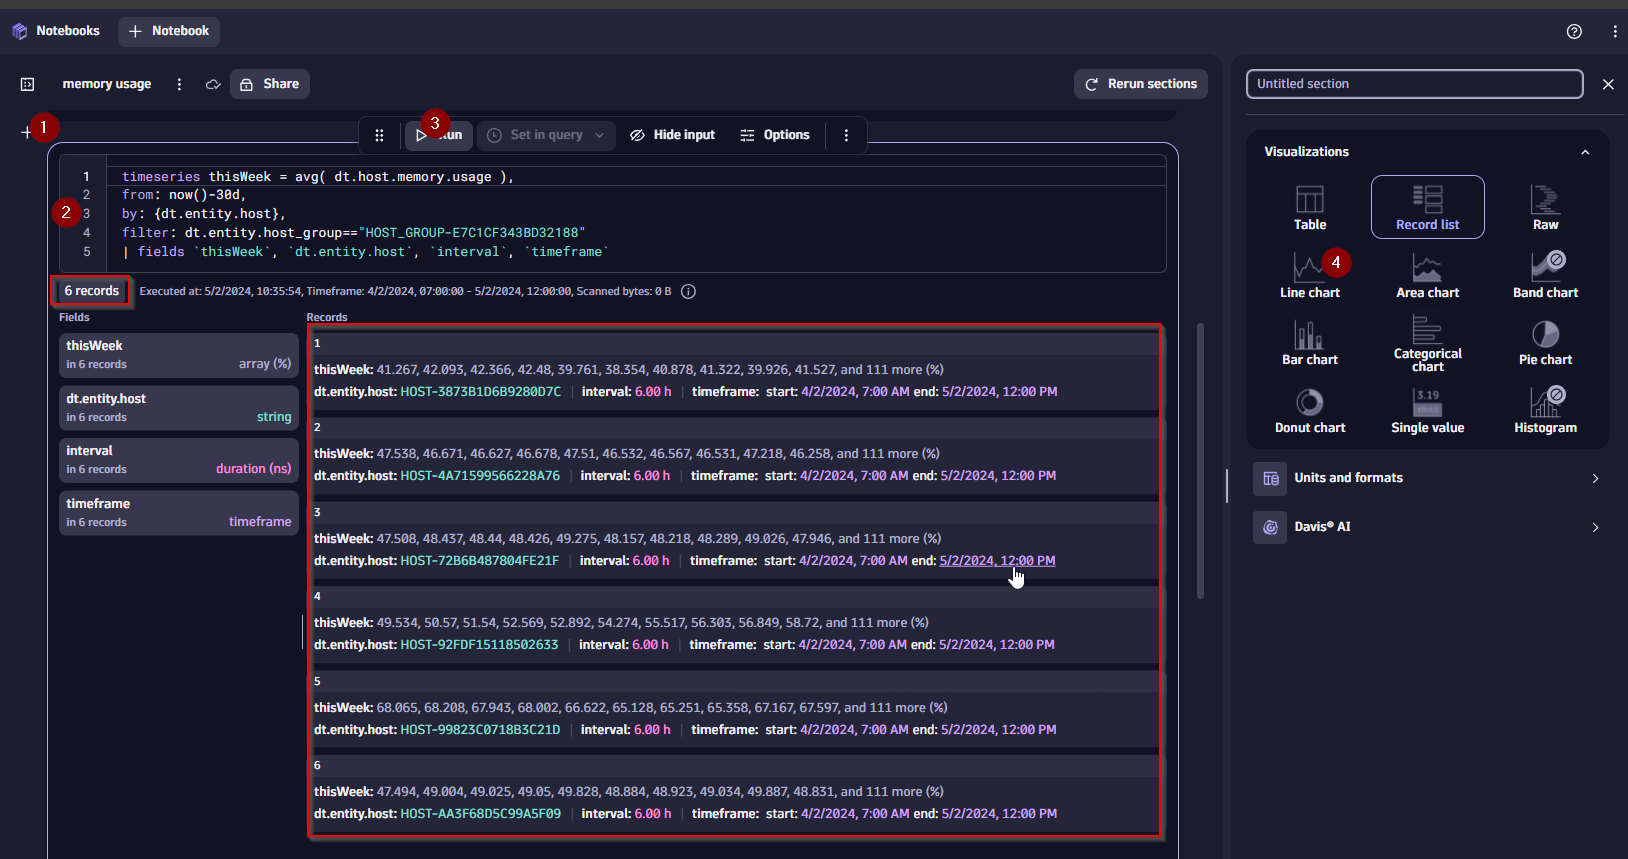 Notebooks
Notebook
memory usage
Share
Rerun sections
Untitled section
1
3
Run
Set in query
Hide input
Options
2
1 timeseries thisWeek = avg( dt.host.memory.usage ),
2 from: now()-30d,
3 by: {dt.entity.host},
4 filter: dt.entity.host_group=="HOST_GROUP-E7C1CF343BD32188"
5 | fields `thisWeek`, `dt.entity.host`, `interval`, `timeframe`
6 records
Executed at: 5/2/2024, 10:35:54, Timeframe: 4/2/2024, 07:00:00 – 5/2/2024, 12:00:00, Scanned bytes: 0 B
Fields
thisWeek
in 6 records array (%)
dt.entity.host
in 6 records string
interval
in 6 records duration (ns)
timeframe
in 6 records timeframe
Records
1
thisWeek: 41.267, 42.093, 42.366, 42.48, 39.761, 38.354, 40.878, 41.322, 39.926, 41.527, and 111 more (%)
dt.entity.host: HOST-3873B1D6B9280D7C | interval: 6.00 h | timeframe: start: 4/2/2024, 7:00 AM end: 5/2/2024, 12:00 PM
2
thisWeek: 47.538, 46.671, 46.627, 46.678, 47.51, 46.532, 46.567, 46.531, 47.218, 46.258, and 111 more (%)
dt.entity.host: HOST-4A71599566228A76 | interval: 6.00 h | timeframe: start: 4/2/2024, 7:00 AM end: 5/2/2024, 12:00 PM
3
thisWeek: 47.508, 48.437, 48.44, 48.426, 49.275, 48.157, 48.218, 48.289, 49.026, 47.946, and 111 more (%)
dt.entity.host: HOST-72B6B487804FE21F | interval: 6.00 h | timeframe: start: 4/2/2024, 7:00 AM end: 5/2/2024, 12:00 PM
4
thisWeek: 49.534, 50.57, 51.54, 52.569, 52.892, 54.274, 55.517, 56.303, 56.849, 58.72, and 111 more (%)
dt.entity.host: HOST-92FDF15118502633 | interval: 6.00 h | timeframe: start: 4/2/2024, 7:00 AM end: 5/2/2024, 12:00 PM
5
thisWeek: 68.065, 68.208, 67.943, 68.002, 66.622, 65.128, 65.251, 65.358, 67.167, 67.597, and 111 more (%)
dt.entity.host: HOST-99823C0718B3C21D | interval: 6.00 h | timeframe: start: 4/2/2024, 7:00 AM end: 5/2/2024, 12:00 PM
6
thisWeek: 47.494, 49.004, 49.025, 49.05, 49.828, 48.884, 48.923, 49.034, 49.887, 48.831, and 111 more (%)
dt.entity.host: HOST-AA3F68D5C99A5F09 | interval: 6.00 h | timeframe: start: 4/2/2024, 7:00 AM end: 5/2/2024, 12:00 PM
Visualizations
Table
Record list
Raw
4
Line chart
Area chart
Band chart
Bar chart
Categorical
chart
Pie chart
3.19
Donut chart
Single value
Histogram
Units and formats
Davis® AI